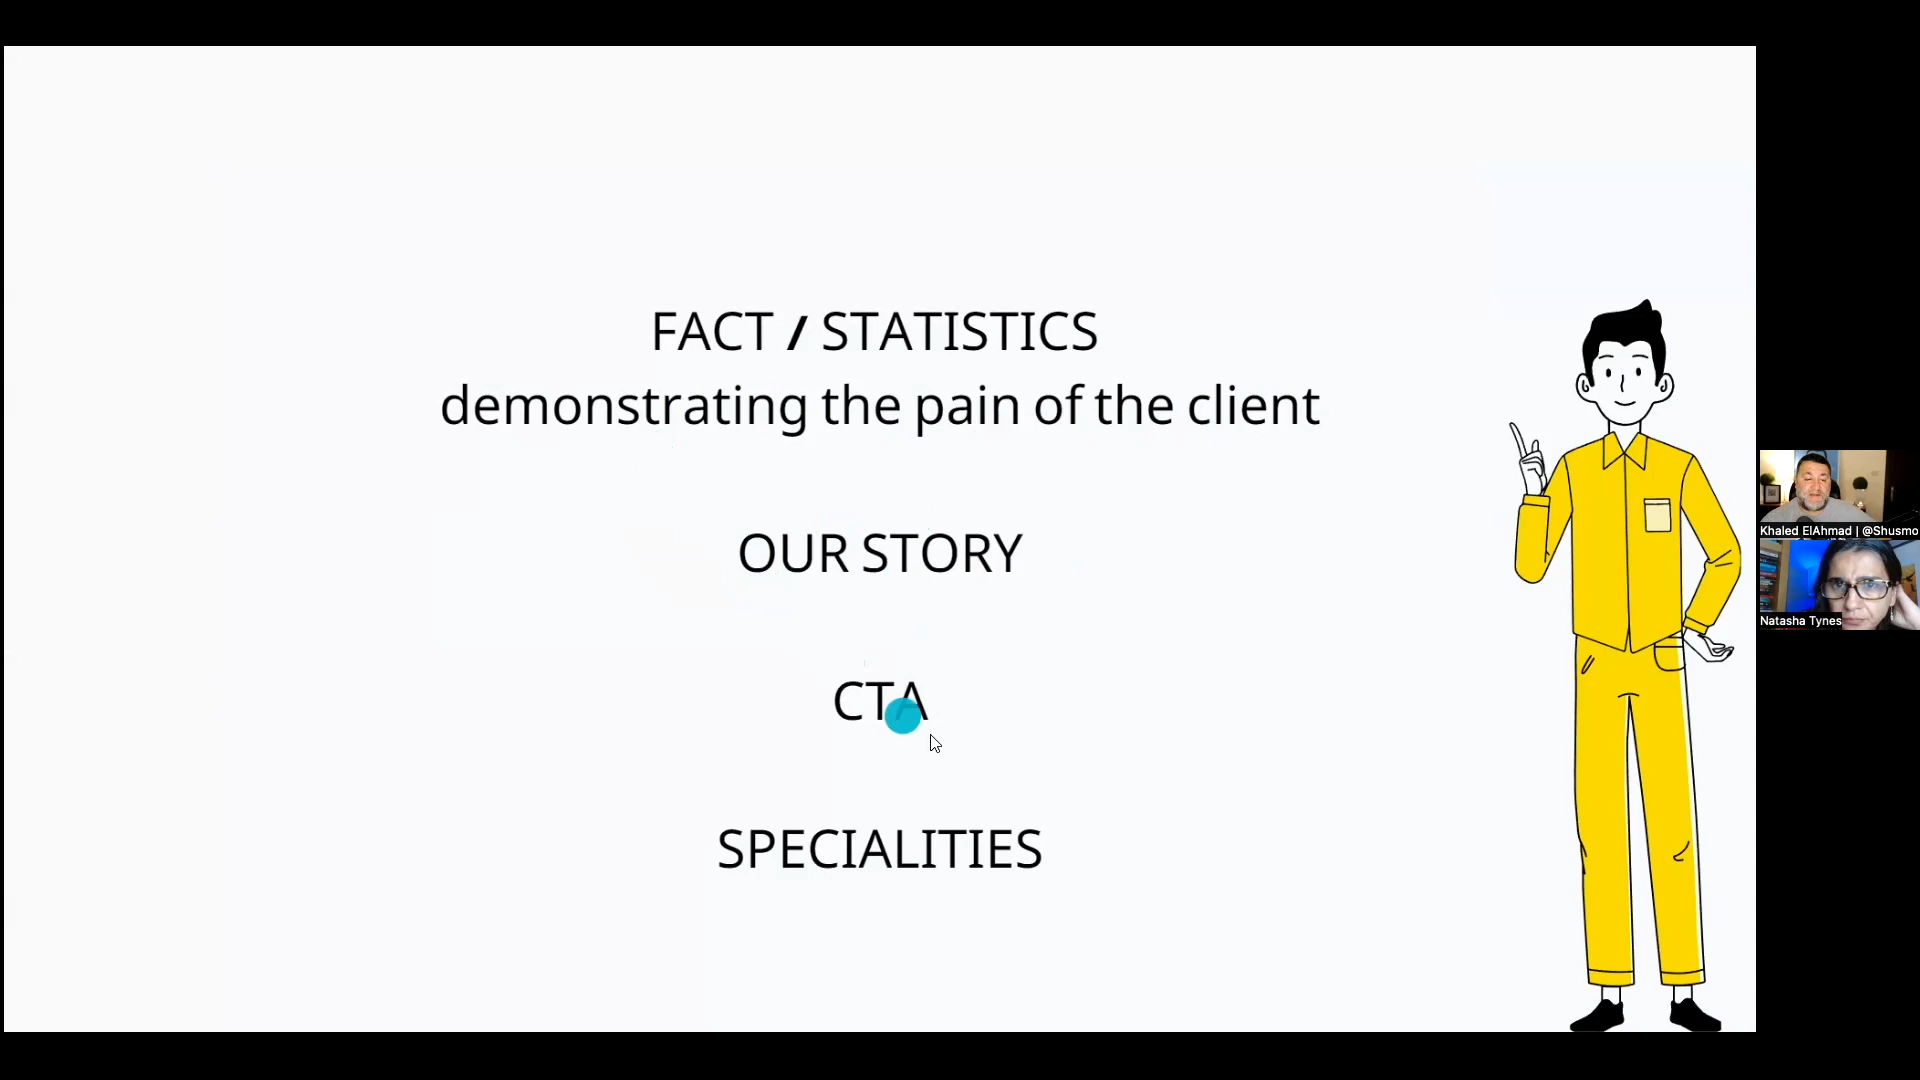 FACT / STATISTICS
demonstrating the pain of the client
OUR STORY
CTA
SPECIALITIES
Khaled ElAhmad | @Shusmo
Natasha Tynes